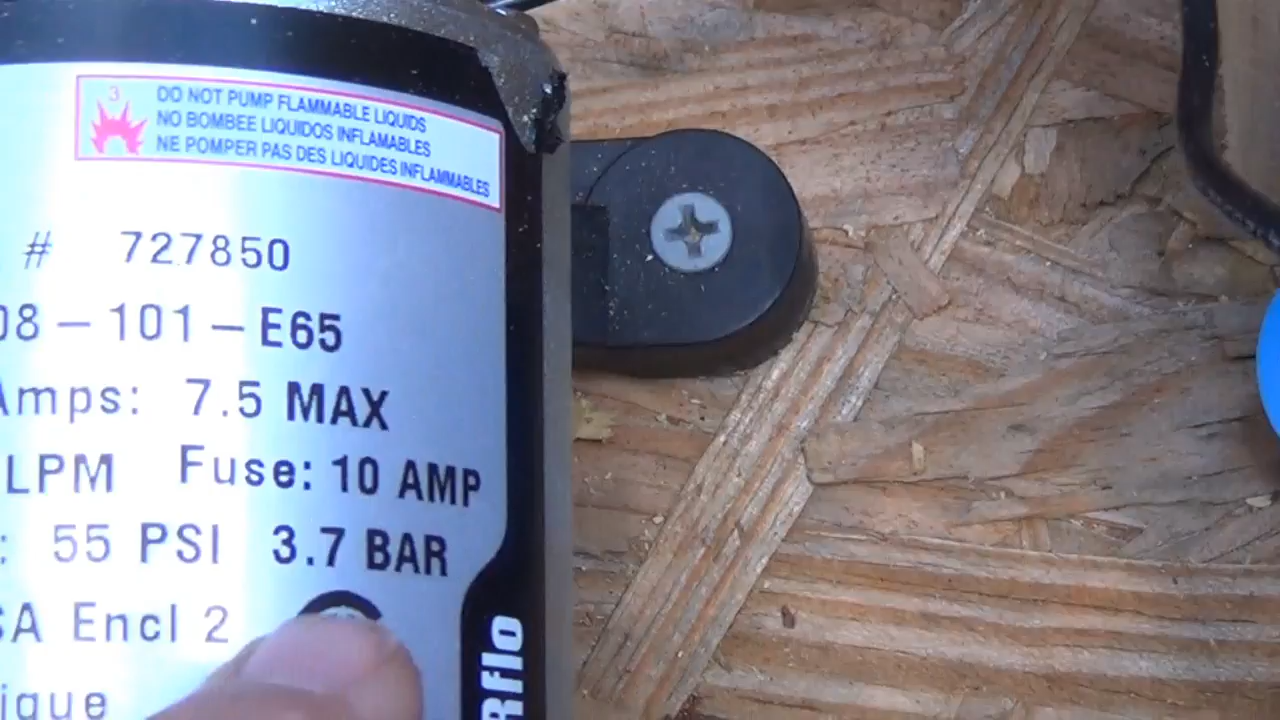 3
DO NOT PUMP FLAMMABLE LIQUIDS
NO BOMBEE LIQUIDOS INFLAMABLES
NE POMPER PAS DES LIQUIDES INFLAMMABLES
# 727850
08-101-E65
Amps: 7.5 MAX
LPM Fuse: 10 AMP
: 55 PSI 3.7 BAR
SA Encl 2
ique
Rflo